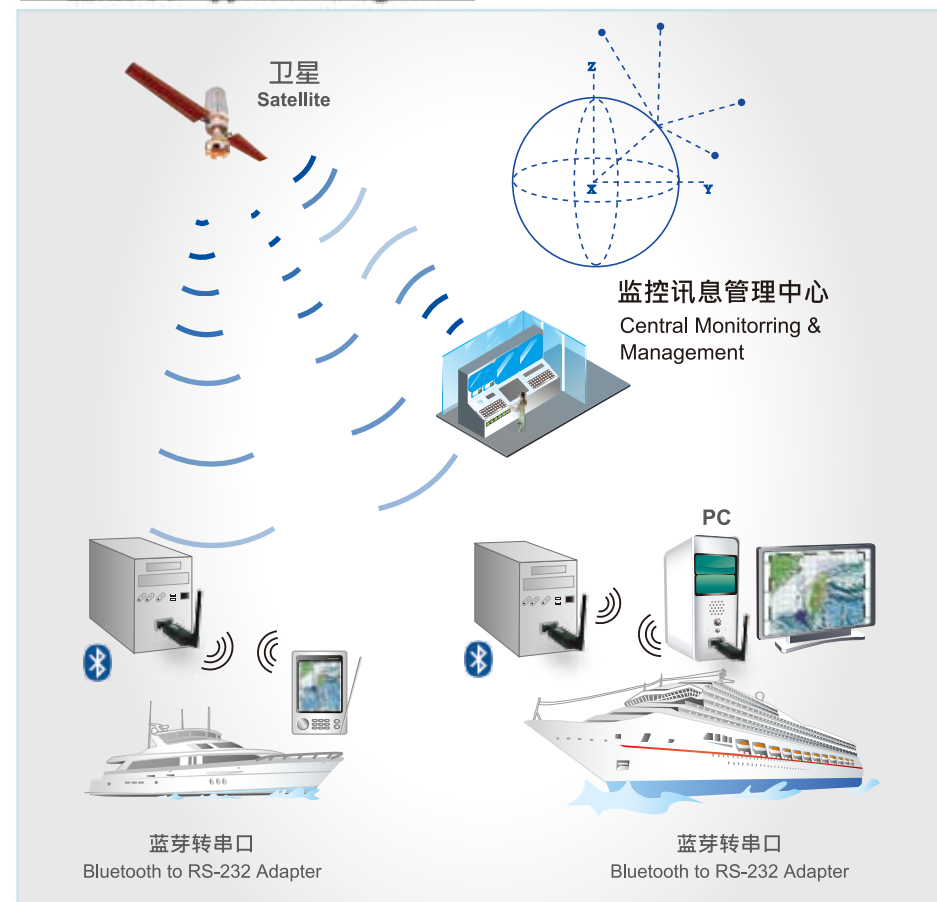 卫星
Satellite
Z
X
Y
监控讯息管理中心
Central Monitorring &
Management
PC
蓝芽转串口
Bluetooth to RS-232 Adapter
蓝芽转串口
Bluetooth to RS-232 Adapter